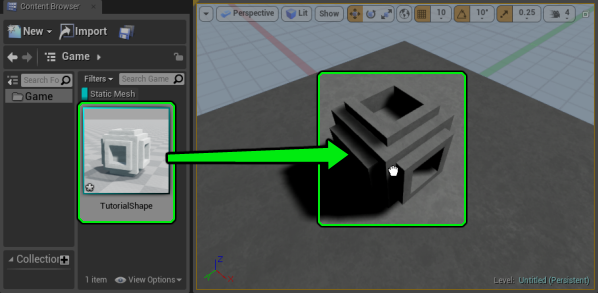 Content Browser
New
Import
Game
Search Fo
Game
Filters
Search Game
Static Mesh
TutorialShape
Collection
1 item
View Options
Perspective
Lit
Show
10
10°
0.25
4
Z
X
Level: Untitled (Persistent)